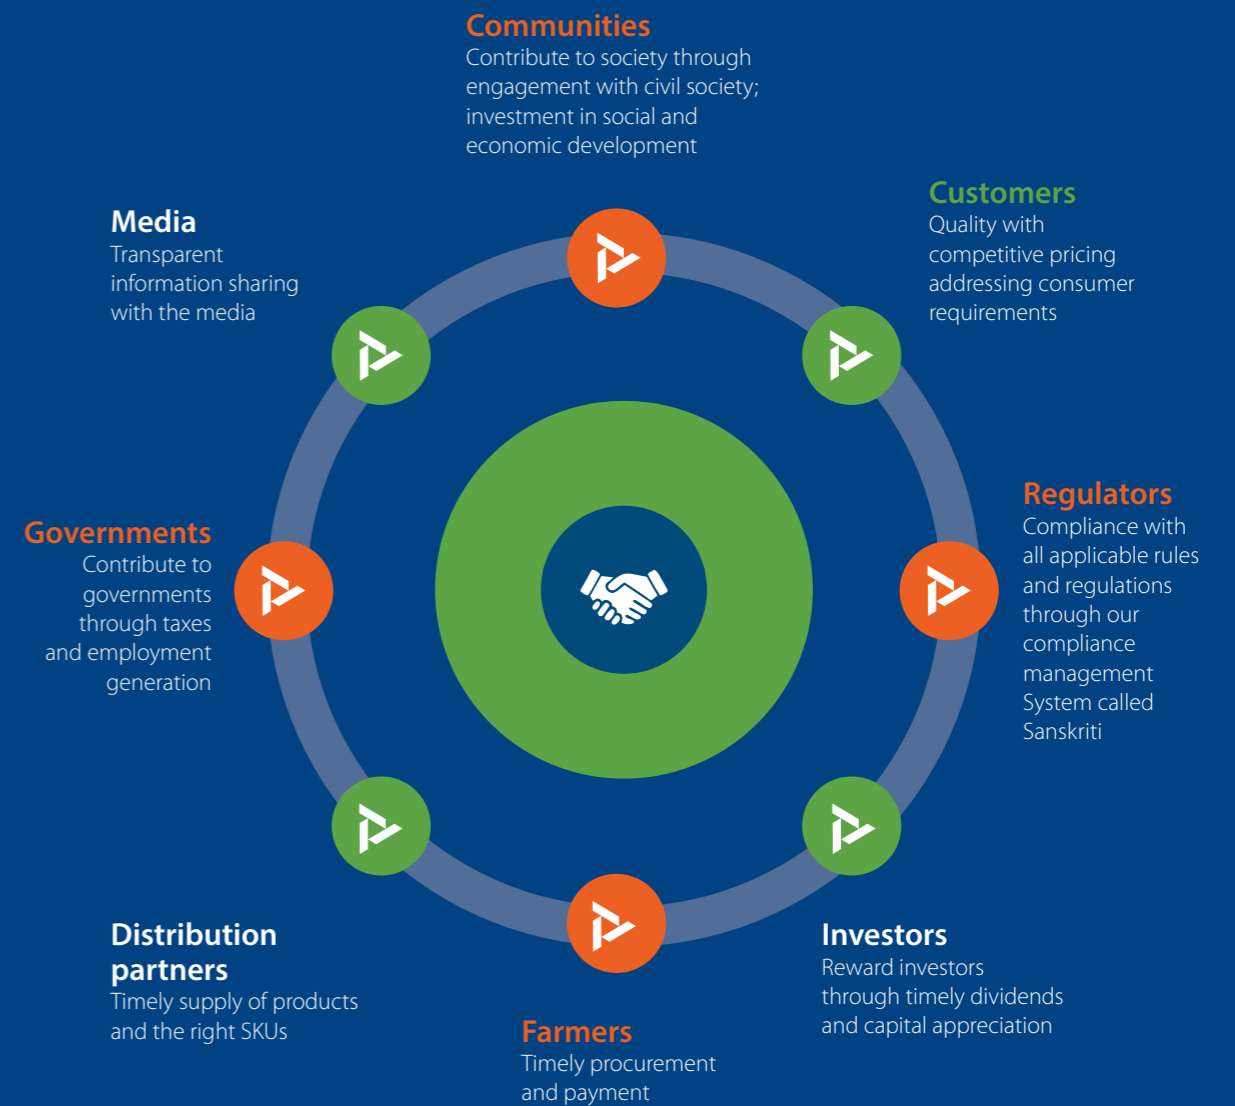 Communities
Contribute to society through
engagement with civil society;
investment in social and
economic development
Customers
Quality with
competitive pricing
addressing consumer
requirements
Regulators
Compliance with
all applicable rules
and regulations
through our
compliance
management
System called
Sanskriti
Investors
Reward investors
through timely dividends
and capital appreciation
Farmers
Timely procurement
and payment
Distribution
partners
Timely supply of products
and the right SKUs
Governments
Contribute to
governments
through taxes
and employment
generation
Media
Transparent
information sharing
with the media